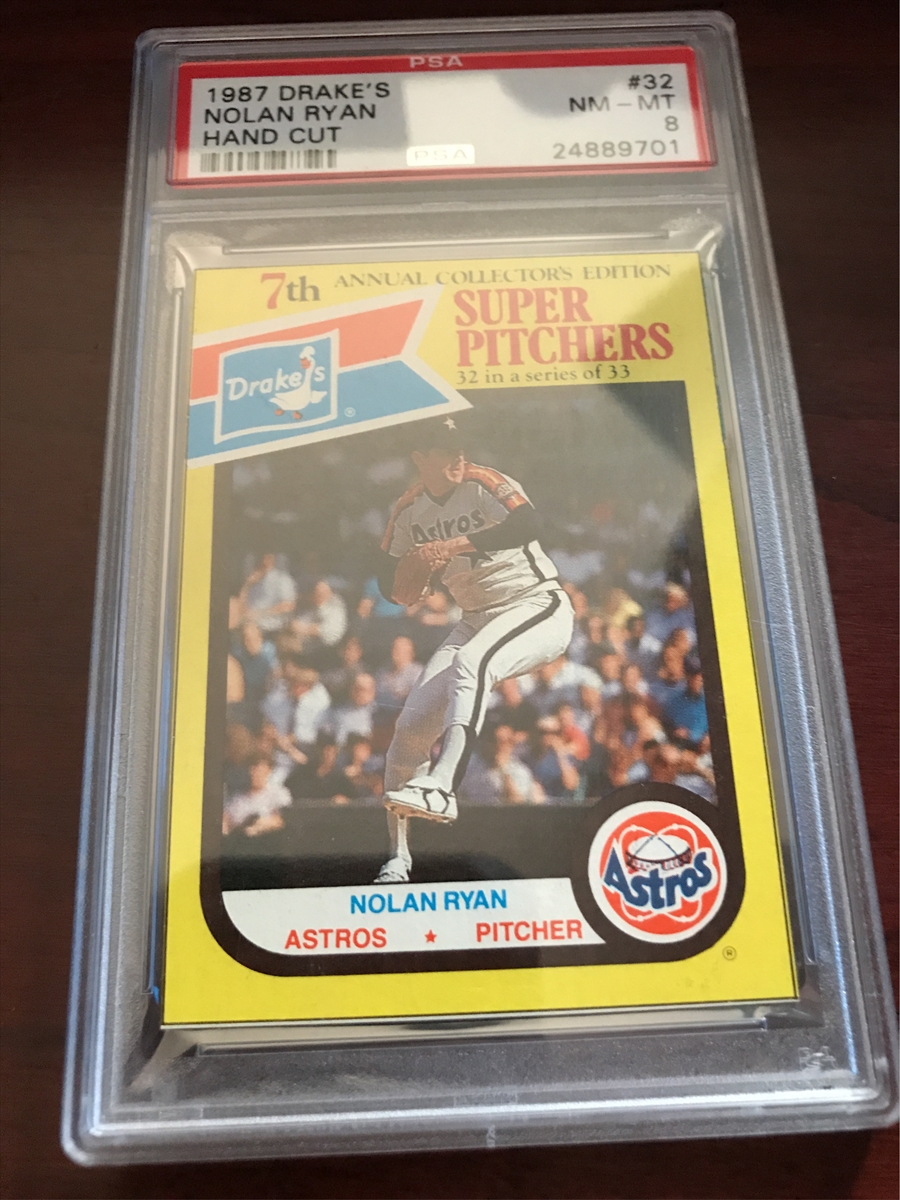 PSA
1987 DRAKE'S #32
NOLAN RYAN NM - MT
HAND CUT 8
PSA 24889701
7th ANNUAL COLLECTOR'S EDITION
SUPER
PITCHERS
32 in a series of 33
Drake's ®
Astros
NOLAN RYAN
ASTROS ★ PITCHER
Astros
®